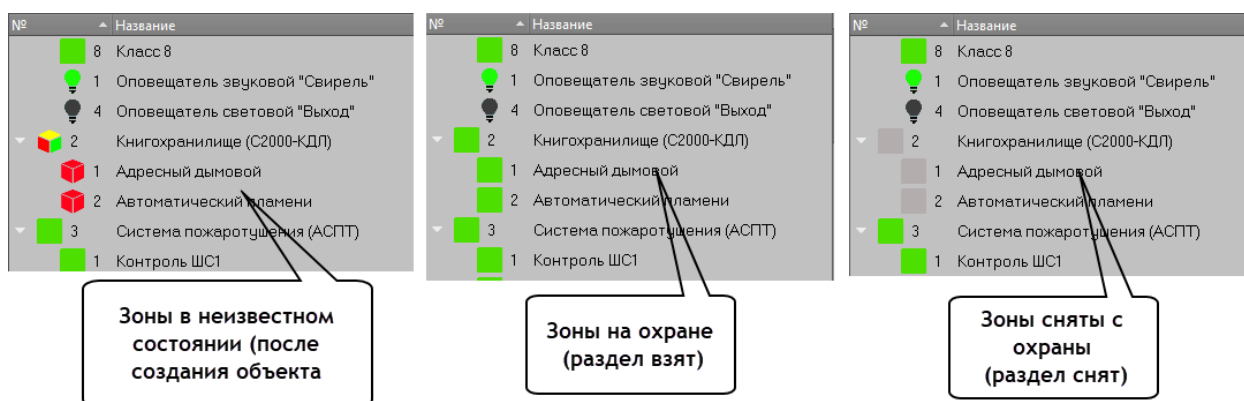 № Название
8 Класс 8
1 Оповещатель звуковой "Свирель"
4 Оповещатель световой "Выход"
2 Книгохранилище (С2000-КДЛ)
1 Адресный дымовой
2 Автоматический пламени
3 Система пожаротушения (АСПТ)
1 Контроль ШС1
Зоны в неизвестном
состоянии (после
создания объекта
№ Название
8 Класс 8
1 Оповещатель звуковой "Свирель"
4 Оповещатель световой "Выход"
2 Книгохранилище (С2000-КДЛ)
1 Адресный дымовой
2 Автоматический пламени
3 Система пожаротушения (АСПТ)
1 Контроль ШС1
Зоны на охране
(раздел взят)
№ Название
8 Класс 8
1 Оповещатель звуковой "Свирель"
4 Оповещатель световой "Выход"
2 Книгохранилище (С2000-КДЛ)
1 Адресный дымовой
2 Автоматический пламени
3 Система пожаротушения (АСПТ)
1 Контроль ШС1
Зоны сняты с
охраны
(раздел снят)